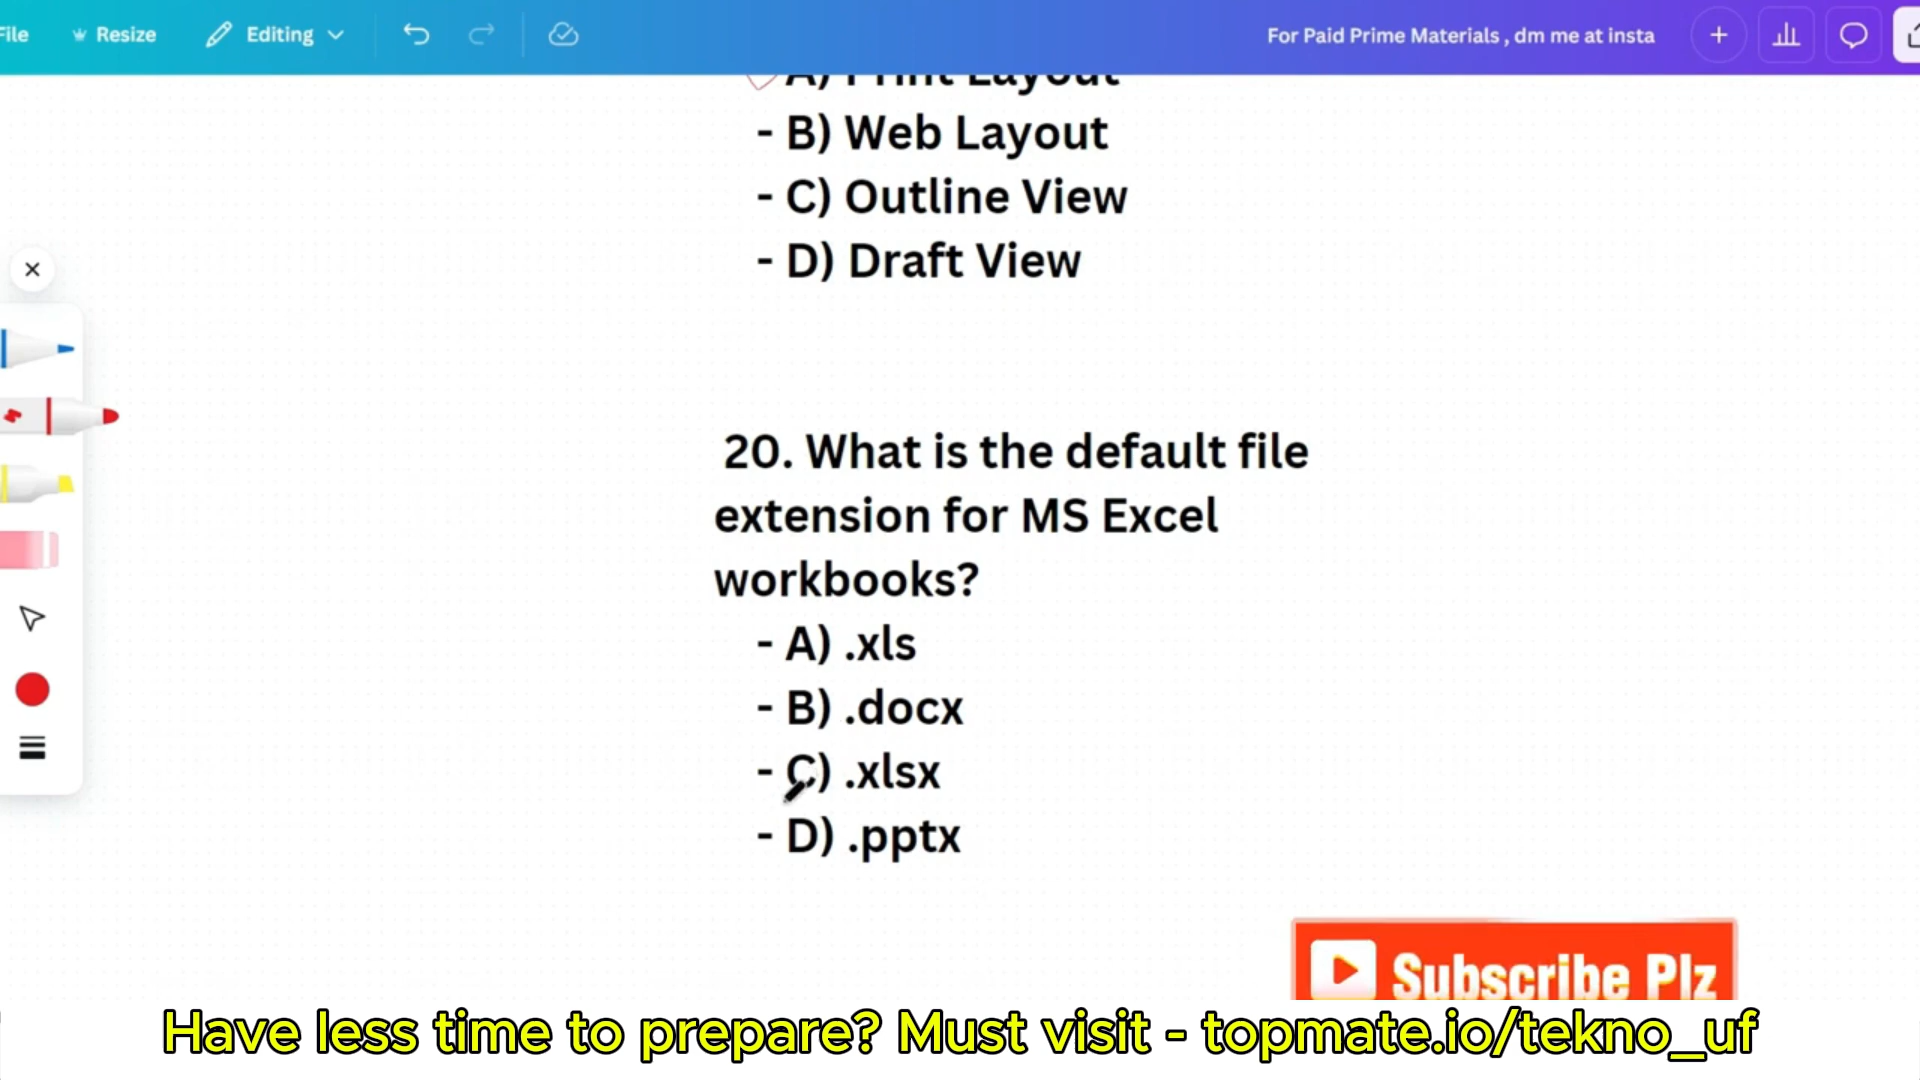 File Resize Editing For Paid Prime Materials , dm me at insta
A) Print Layout
- B) Web Layout
- C) Outline View
- D) Draft View
20. What is the default file
extension for MS Excel
workbooks?
- A) .xls
- B) .docx
- C) .xlsx
- D) .pptx
Subscribe Plz
Have less time to prepare? Must visit - topmate.io/tekno_uf